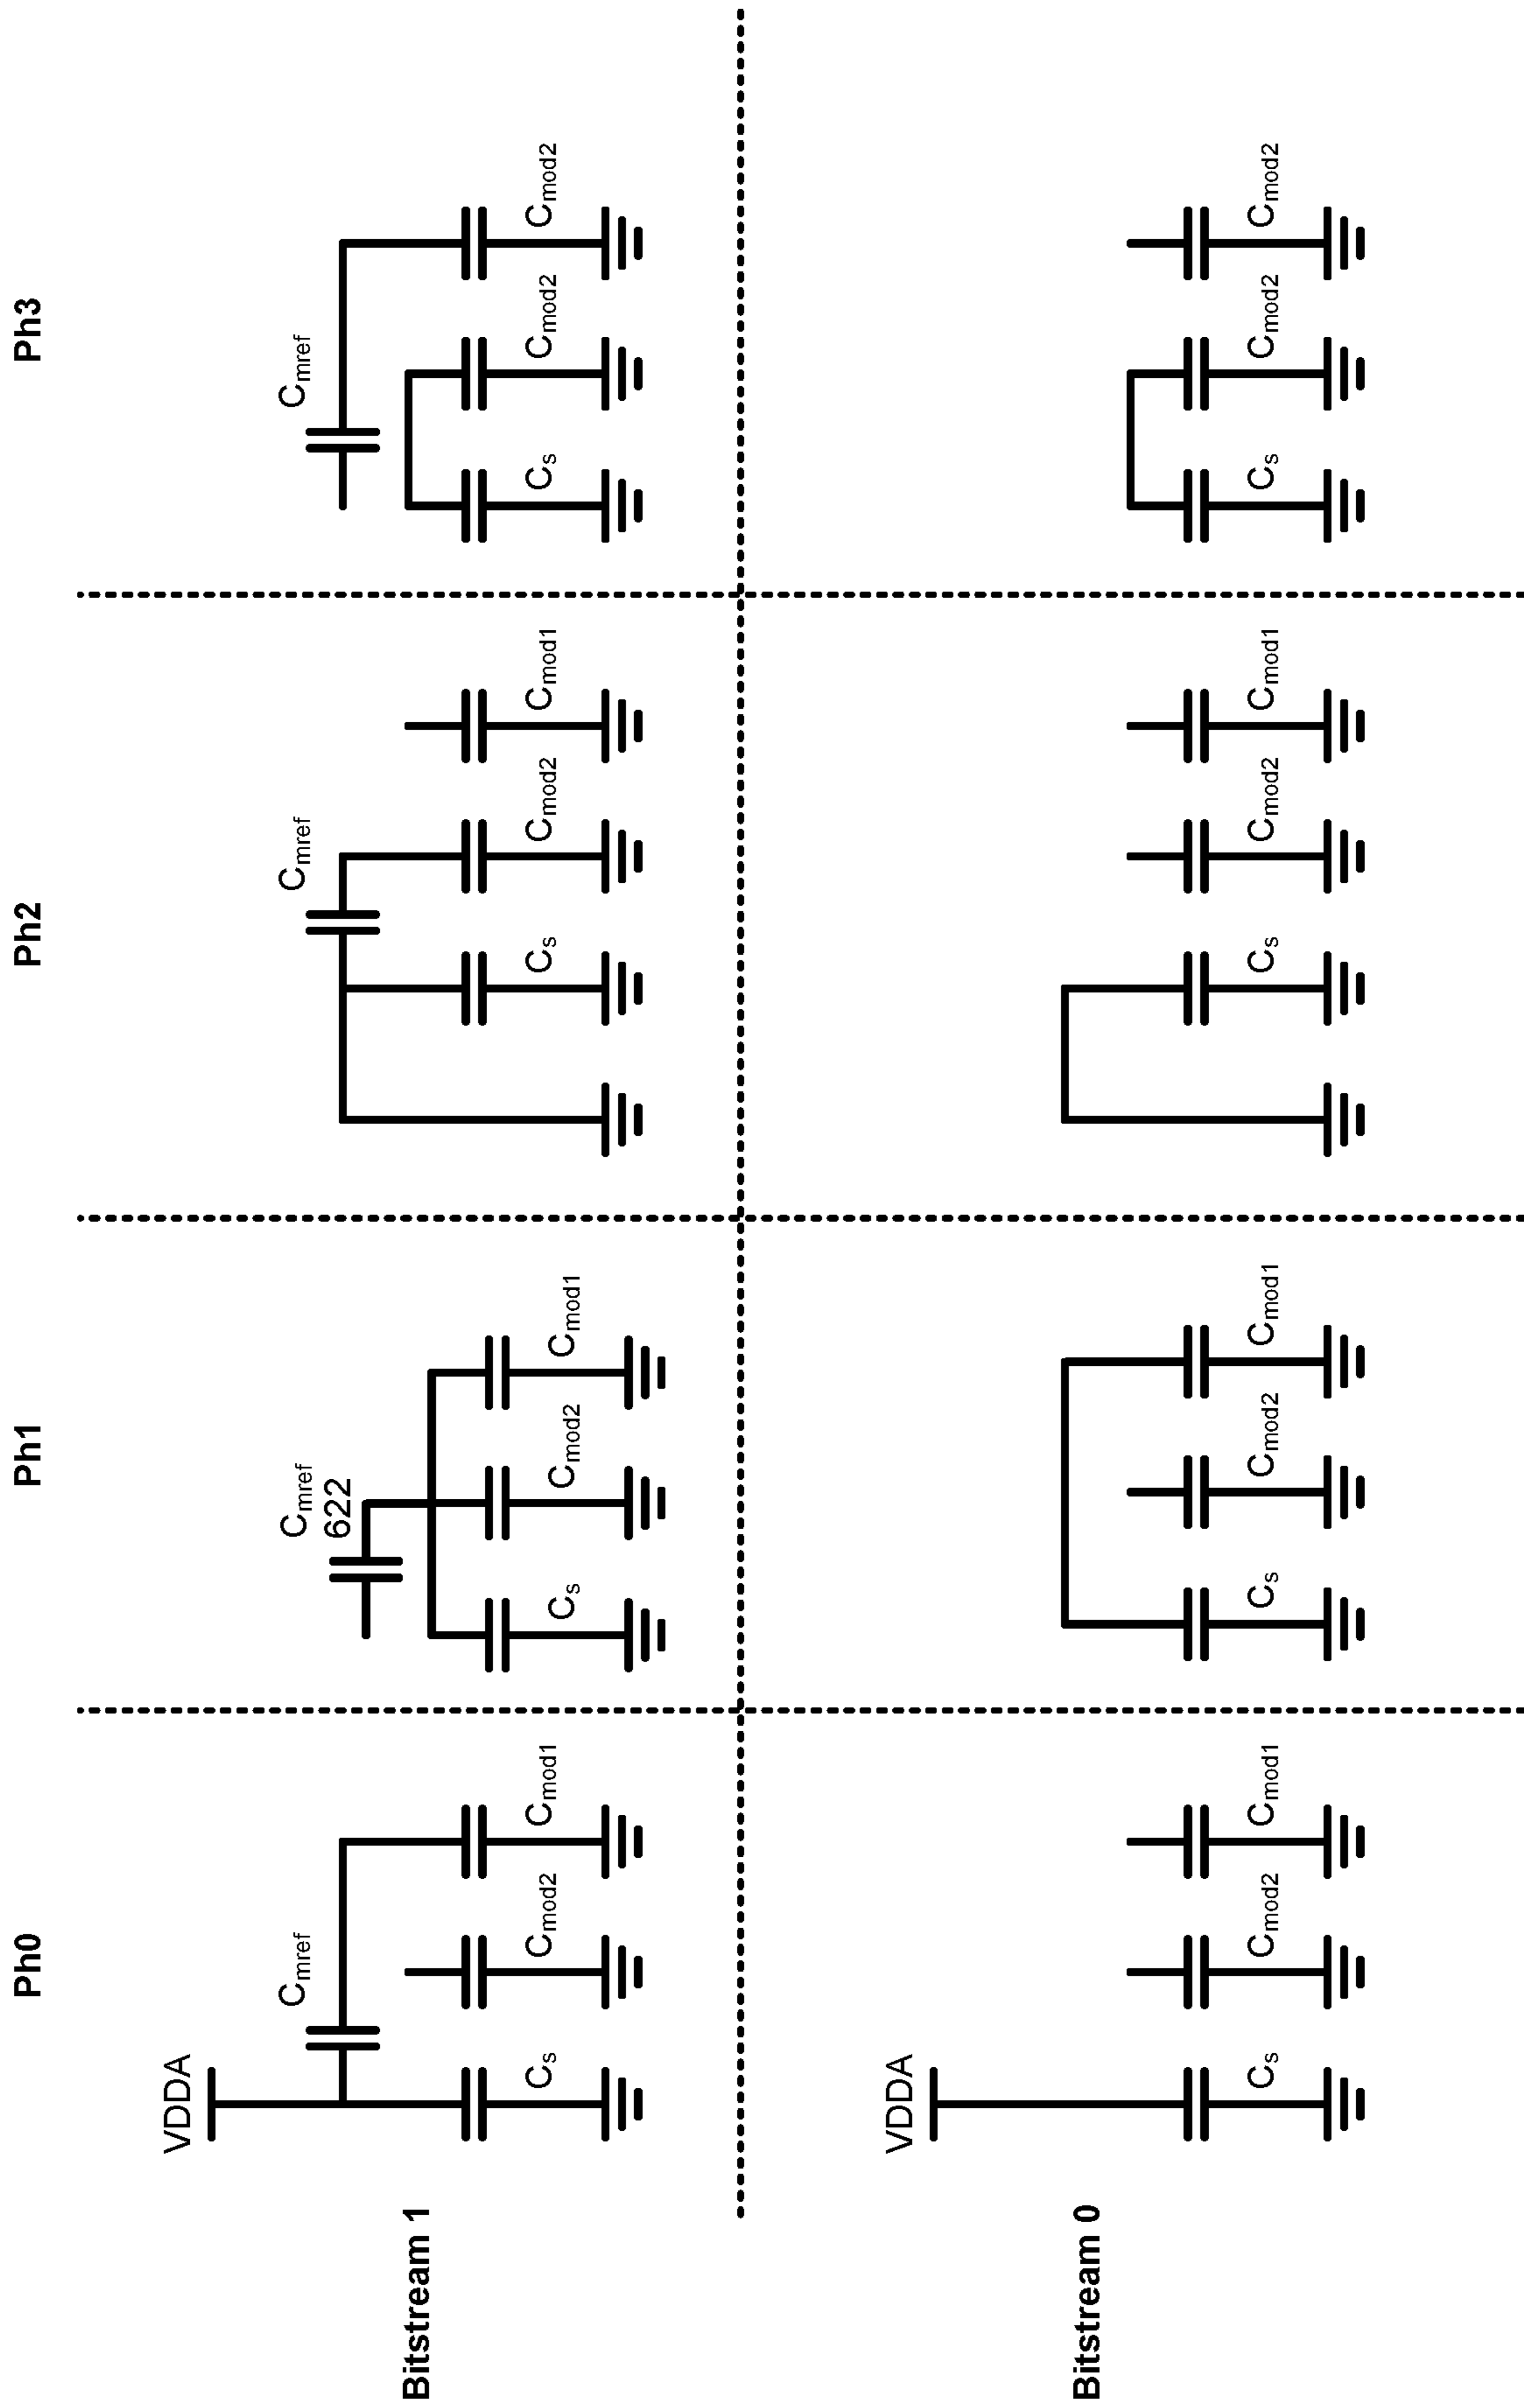 Ph0
Ph1
Ph2
Ph3
Bitstream 1
VDDA
Cmref
Cs
Cmod2
Cmod1
Cmref
622
Cs
Cmod2
Cmod1
Cmref
Cs
Cmod2
Cmod1
Cmref
Cs
Cmod2
Cmod2
Bitstream 0
VDDA
Cs
Cmod2
Cmod1
Cs
Cmod2
Cmod1
Cs
Cmod2
Cmod1
Cs
Cmod2
Cmod2